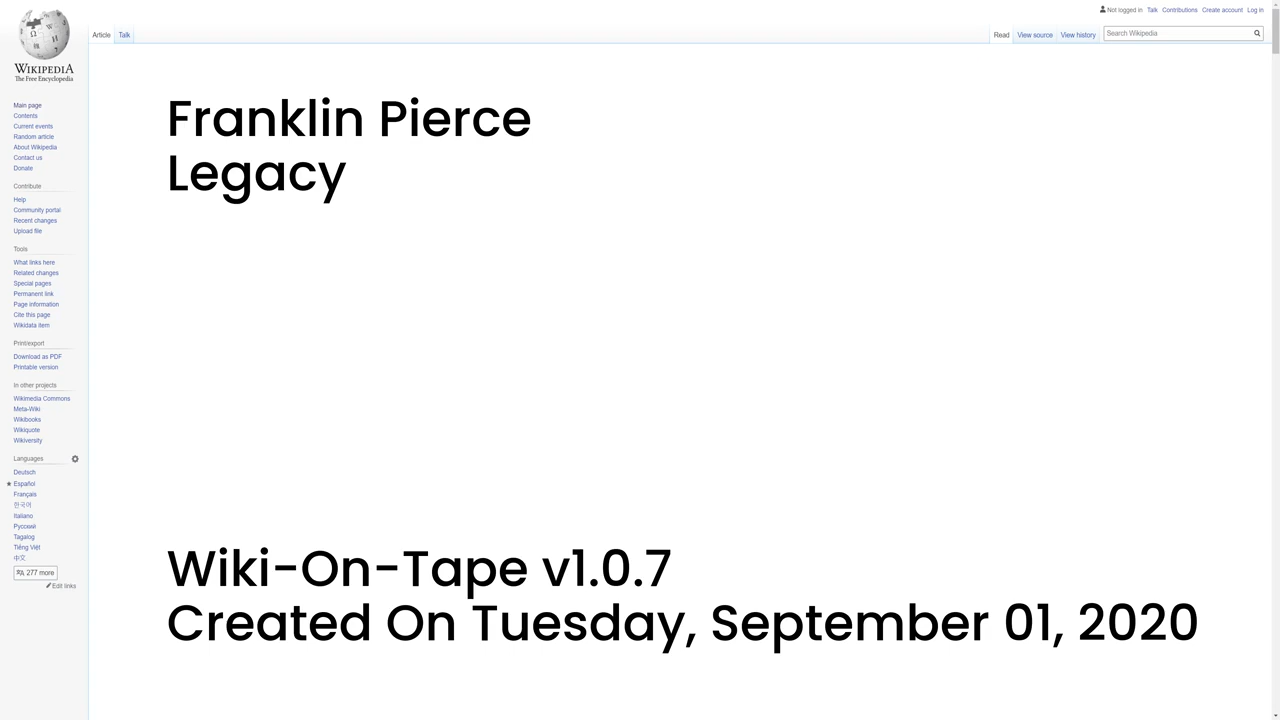 Not logged in Talk Contributions Create account Log in
Article Talk Read View source View history Search Wikipedia
WIKIPEDIA
The Free Encyclopedia
Main page
Contents
Current events
Random article
About Wikipedia
Contact us
Donate
Contribute
Help
Community portal
Recent changes
Upload file
Tools
What links here
Related changes
Special pages
Permanent link
Page information
Cite this page
Wikidata item
Print/export
Download as PDF
Printable version
In other projects
Wikimedia Commons
Meta-Wiki
Wikibooks
Wikiquote
Wikiversity
Languages
Deutsch
Español
Français
한국어
Italiano
Русский
Tagalog
Tiếng Việt
中文
277 more
Edit links
Franklin Pierce
Legacy
Wiki-On-Tape v1.0.7
Created On Tuesday, September 01, 2020